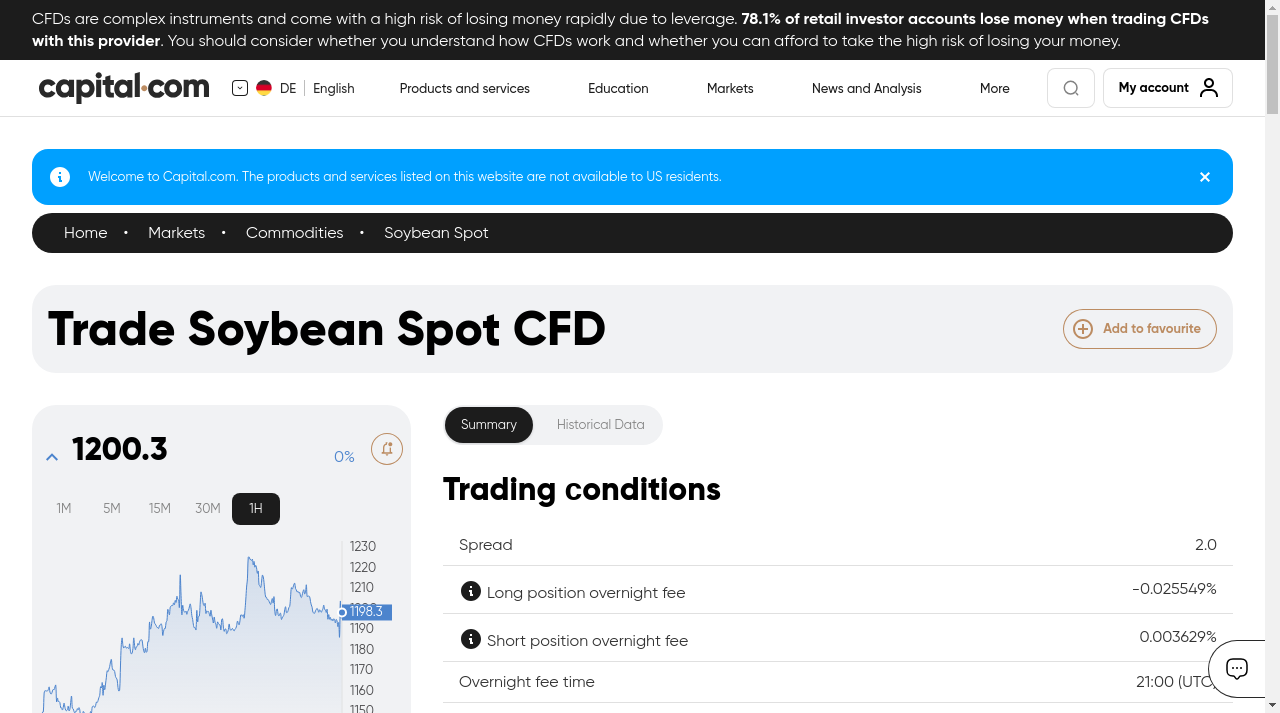 CFDs are complex instruments and come with a high risk of losing money rapidly due to leverage. 78.1% of retail investor accounts lose money when trading CFDs
with this provider. You should consider whether you understand how CFDs work and whether you can afford to take the high risk of losing your money.
capital.com DE English Products and services Education Markets News and Analysis More My account
Welcome to Capital.com. The products and services listed on this website are not available to US residents.
Home • Markets • Commodities • Soybean Spot
Trade Soybean Spot CFD
Add to favourite
1200.3
0%
1M 5M 15M 30M 1H
1230
1220
1210
1198.3
1190
1180
1170
1160
1150
Summary Historical Data
Trading conditions
Spread 2.0
Long position overnight fee -0.025549%
Short position overnight fee 0.003629%
Overnight fee time 21:00 (UTC)